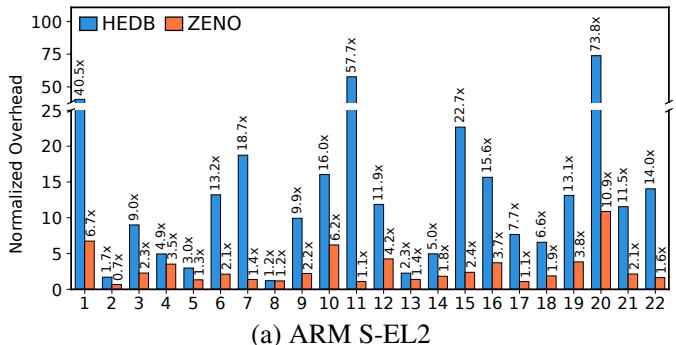 HEDB ZENO
Normalized Overhead
100
75
50
25
20
15
10
5
0
40.5x 6.7x
1.7x 0.7x
9.0x 2.3x
4.9x 3.5x
3.0x 1.3x
13.2x 2.1x
18.7x 1.4x
1.2x 1.2x
9.9x 2.2x
16.0x 6.2x
57.7x 1.1x
11.9x 4.2x
2.3x 1.4x
5.0x 1.8x
22.7x 2.4x
15.6x 3.7x
7.7x 1.1x
6.6x 1.9x
13.1x 3.8x
73.8x 10.9x
11.5x 2.1x
14.0x 1.6x
1 2 3 4 5 6 7 8 9 10 11 12 13 14 15 16 17 18 19 20 21 22
(a) ARM S-EL2